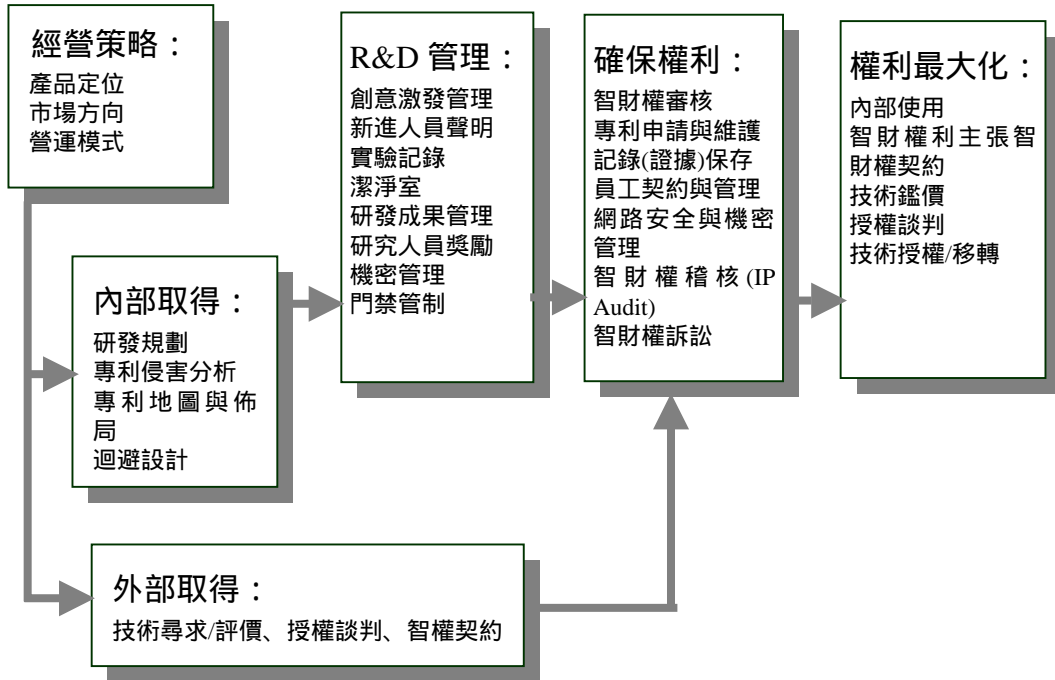 經營策略：
產品定位
市場方向
營運模式
內部取得：
研發規劃
專利侵害分析
專利地圖與佈
局
迴避設計
R&D 管理：
創意激發管理
新進人員聲明
實驗記錄
潔淨室
研發成果管理
研究人員獎勵
機密管理
門禁管制
外部取得：
技術尋求/評價、授權談判、智權契約
確保權利：
智財權審核
專利申請與維護
記錄(證據)保存
員工契約與管理
網路安全與機密
管理
智財權稽核(IP
Audit)
智財權訴訟
權利最大化：
內部使用
智財權利主張智
財權契約
技術鑑價
授權談判
技術授權/移轉